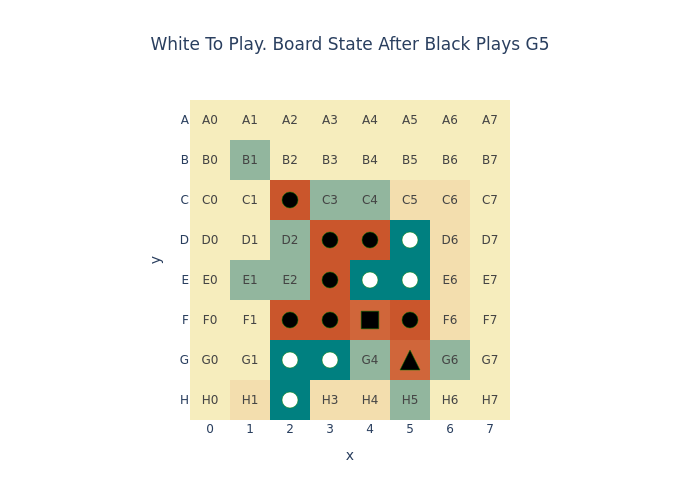 White To Play. Board State After Black Plays G5
A A0 A1 A2 A3 A4 A5 A6 A7
B B0 B1 B2 B3 B4 B5 B6 B7
C C0 C1 C3 C4 C5 C6 C7
D D0 D1 D2 D6 D7
y
E E0 E1 E2 E6 E7
F F0 F1 F6 F7
G G0 G1 G4 G6 G7
H H0 H1 H3 H4 H5 H6 H7
0 1 2 3 4 5 6 7
x